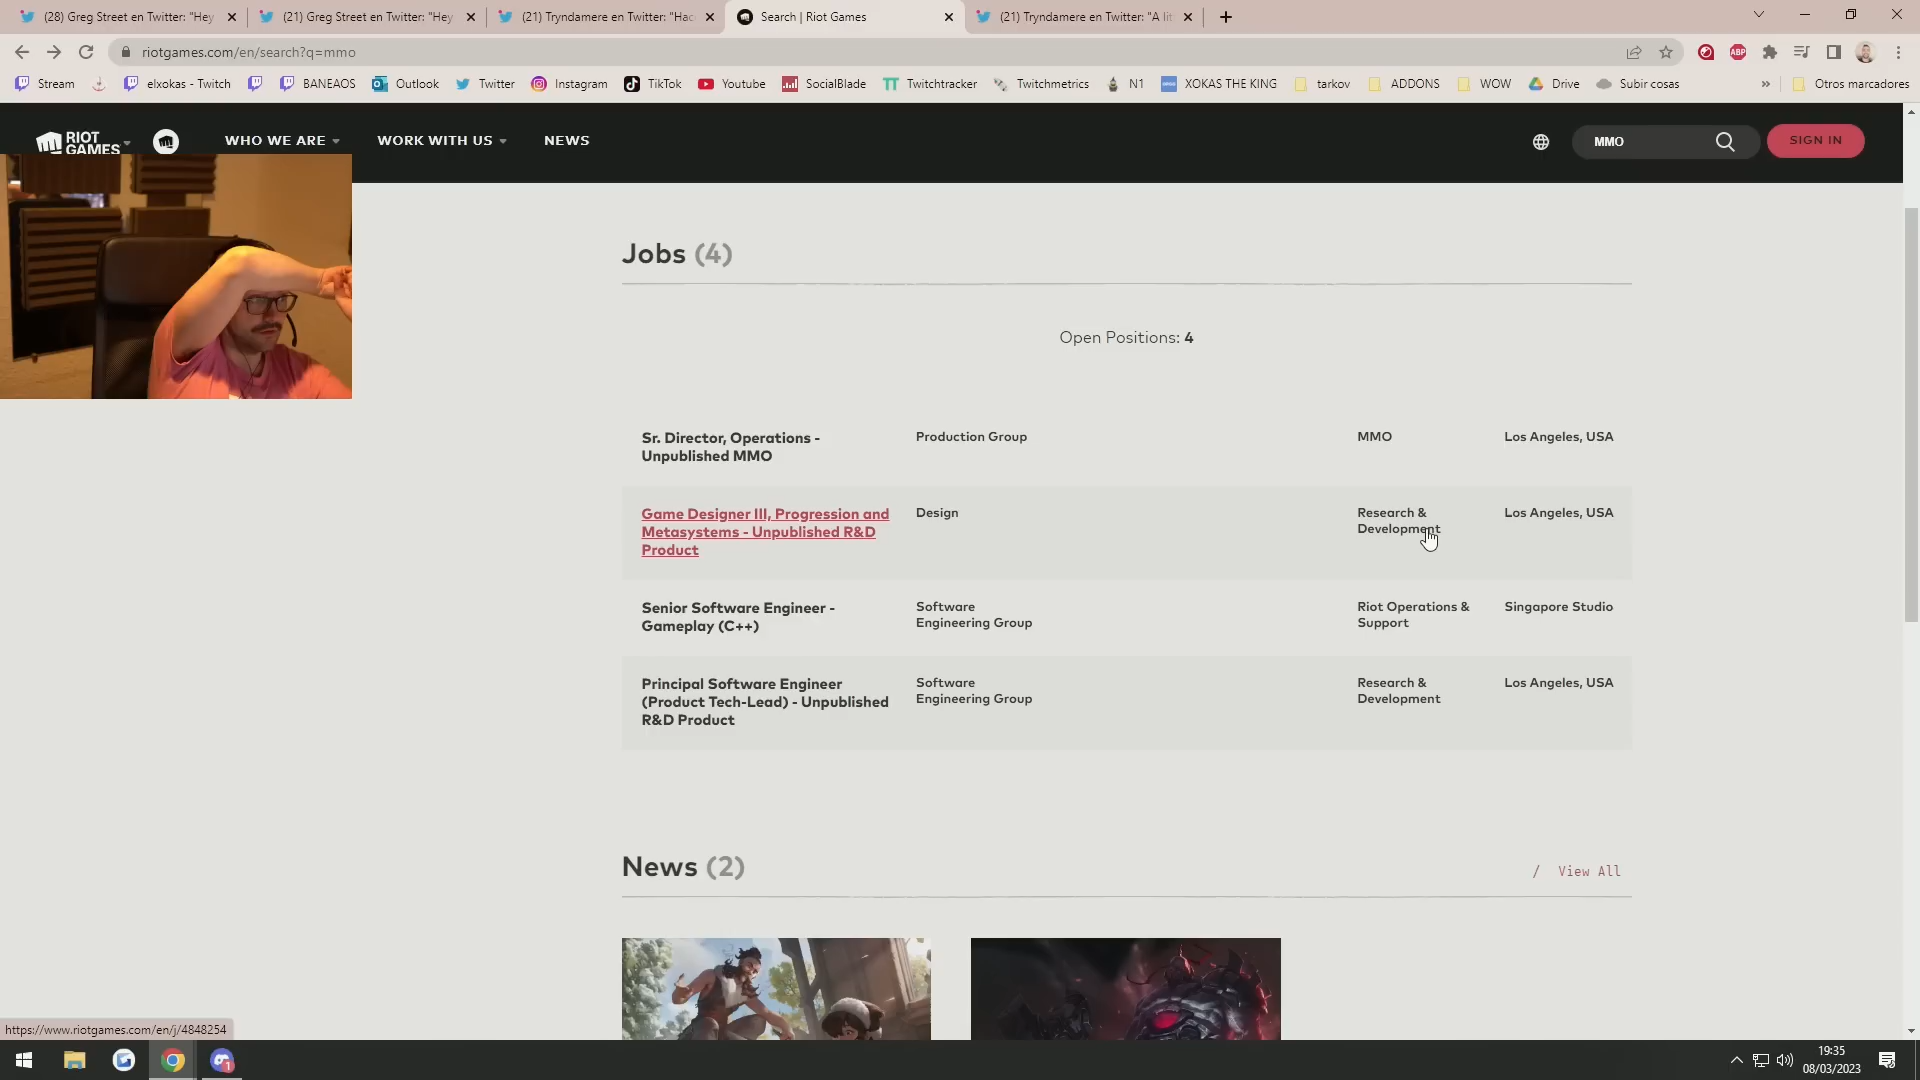 (28) Greg Street en Twitter: "Hey
(21) Greg Street en Twitter: "Hey
(21) Tryndamere en Twitter: "Hac
Search | Riot Games
(21) Tryndamere en Twitter: "A lit
riotgames.com/en/search?q=mmo
ABP
Stream
elxokas - Twitch
BANEAOS
Outlook
Twitter
Instagram
TikTok
Youtube
SocialBlade
Twitchtracker
Twitchmetrics
N1
XOKAS THE KING
tarkov
ADDONS
WOW
Drive
Subir cosas
»
Otros marcadores
RIOT
GAMES
WHO WE ARE
WORK WITH US
NEWS
MMO
SIGN IN
Jobs (4)
Open Positions: 4
Sr. Director, Operations -
Unpublished MMO
Production Group
MMO
Los Angeles, USA
Game Designer III, Progression and
Metasystems - Unpublished R&D
Product
Design
Research &
Development
Los Angeles, USA
Senior Software Engineer -
Gameplay (C++)
Software
Engineering Group
Riot Operations &
Support
Singapore Studio
Principal Software Engineer
(Product Tech-Lead) - Unpublished
R&D Product
Software
Engineering Group
Research &
Development
Los Angeles, USA
News (2)
/ View All
https://www.riotgames.com/en/j/4848254
1
19:35
08/03/2023